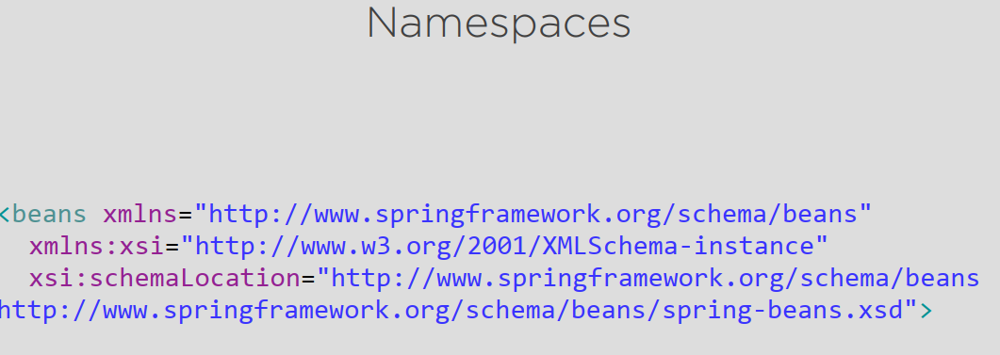 Namespaces
<beans xmlns="http://www.springframework.org/schema/beans"
xmlns:xsi="http://www.w3.org/2001/XMLSchema-instance"
xsi:schemaLocation="http://www.springframework.org/schema/beans
http://www.springframework.org/schema/beans/spring-beans.xsd">